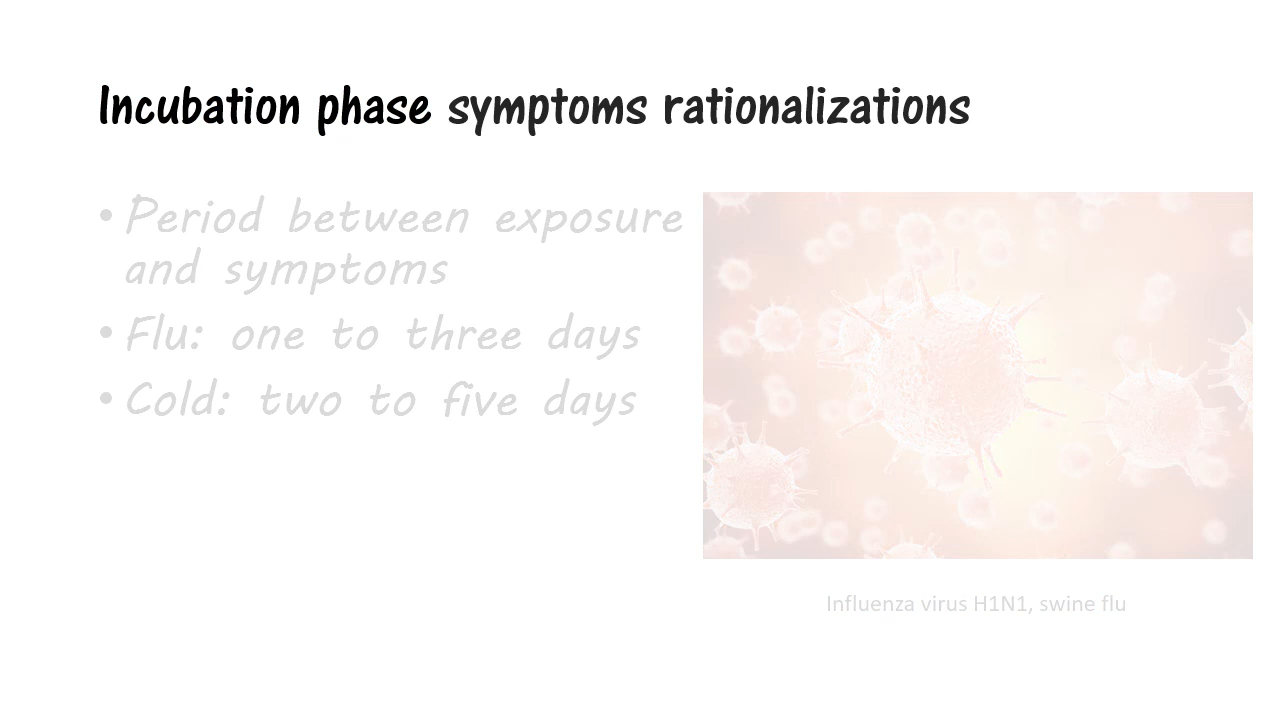 Incubation phase symptoms rationalizations
• Period between exposure
and symptoms
• Flu: one to three days
• Cold: two to five days
Influenza virus H1N1, swine flu